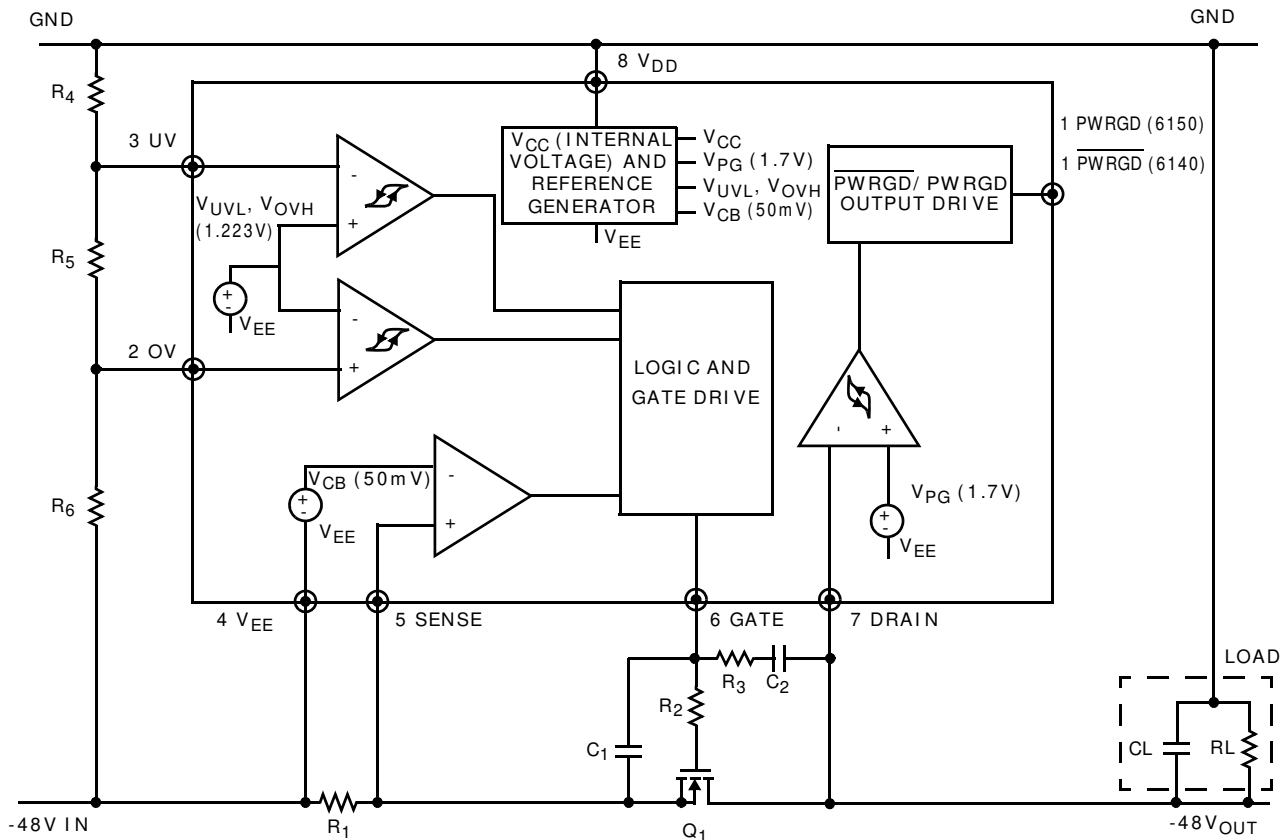 GND
GND
8 VDD
R4
1 PWRGD (6150)
3 UV
1 PWRGD (6140)
VCC (INTERNAL
VOLTAGE) AND
REFERENCE
GENERATOR
VCC
VPG (1.7V)
VUVL, VOVH
VCB (50mV)
VEE
PWRGD/ PWRGD
OUTPUT DRIVE
-
VUVL, VOVH
(1.223V)
+
R5
+
-
VEE
-
2 OV
+
LOGIC AND
GATE DRIVE
-
+
VCB (50mV)
-
R6
+
-
VEE
+
VPG (1.7V)
+
-
VEE
4 VEE
5 SENSE
6 GATE
7 DRAIN
LOAD
R3
C2
R2
C1
CL
RL
-48V IN
R1
Q1
-48VOUT